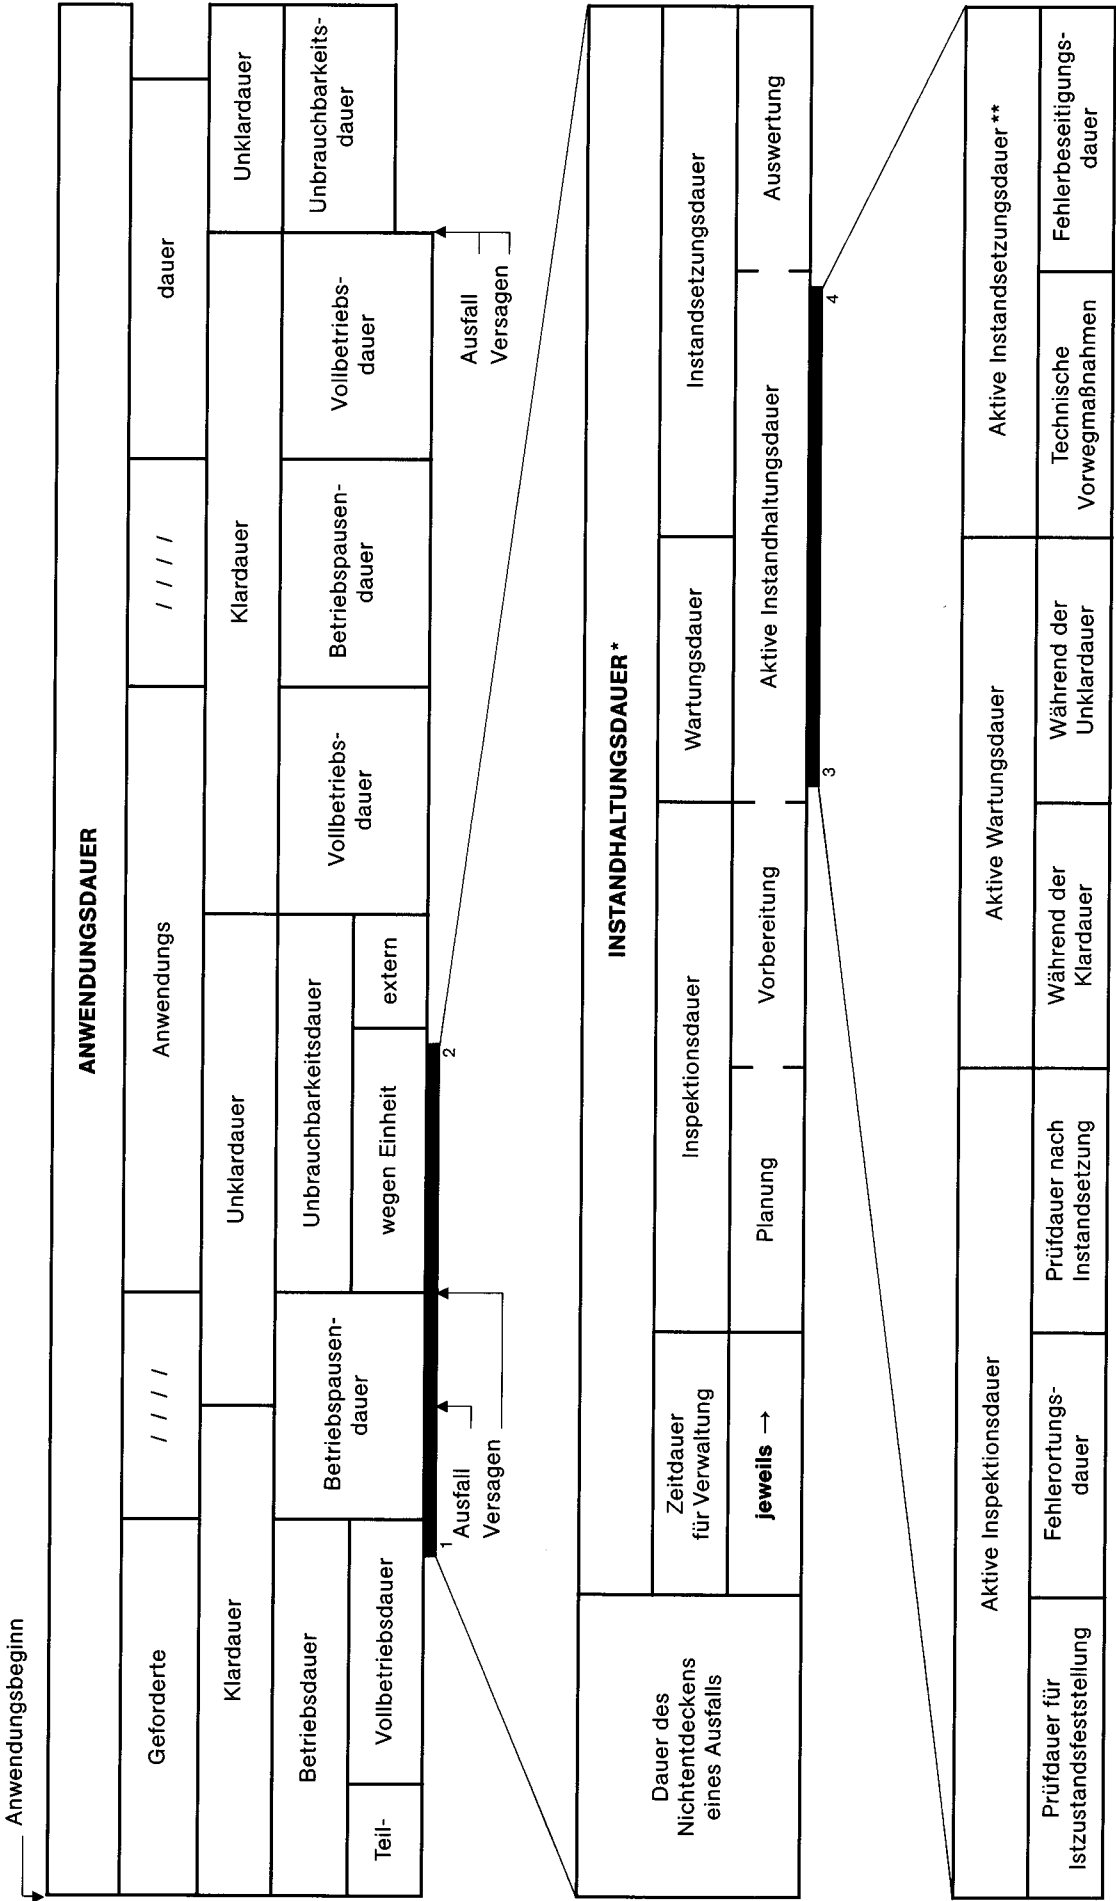 Anwendungsbeginn
ANWENDUNGSDAUER
Geforderte
/ / / /
Anwendungs
/ / / /
dauer
Klardauer
Unklardauer
Klardauer
Unklardauer
Betriebsdauer
Betriebspausen-
dauer
Unbrauchbarkeitsdauer
Vollbetriebs-
dauer
Betriebspausen-
dauer
Vollbetriebs-
dauer
Unbrauchbarkeits-
dauer
Teil-
Vollbetriebsdauer
wegen Einheit
extern
1
2
Ausfall
Versagen
Ausfall
Versagen
INSTANDHALTUNGSDAUER*
Dauer des
Nichtentdeckens
eines Ausfalls
Zeitdauer
für Verwaltung
Inspektionsdauer
Wartungsdauer
Instandsetzungsdauer
jeweils →
Planung
Vorbereitung
Aktive Instandhaltungsdauer
Auswertung
3
4
Aktive Inspektionsdauer
Aktive Wartungsdauer
Aktive Instandsetzungsdauer**
Prüfdauer für
Istzustandsfeststellung
Fehlerortungs-
dauer
Prüfdauer nach
Instandsetzung
Während der
Klardauer
Während der
Unklardauer
Technische
Vorwegmaßnahmen
Fehlerbeseitigungs-
dauer